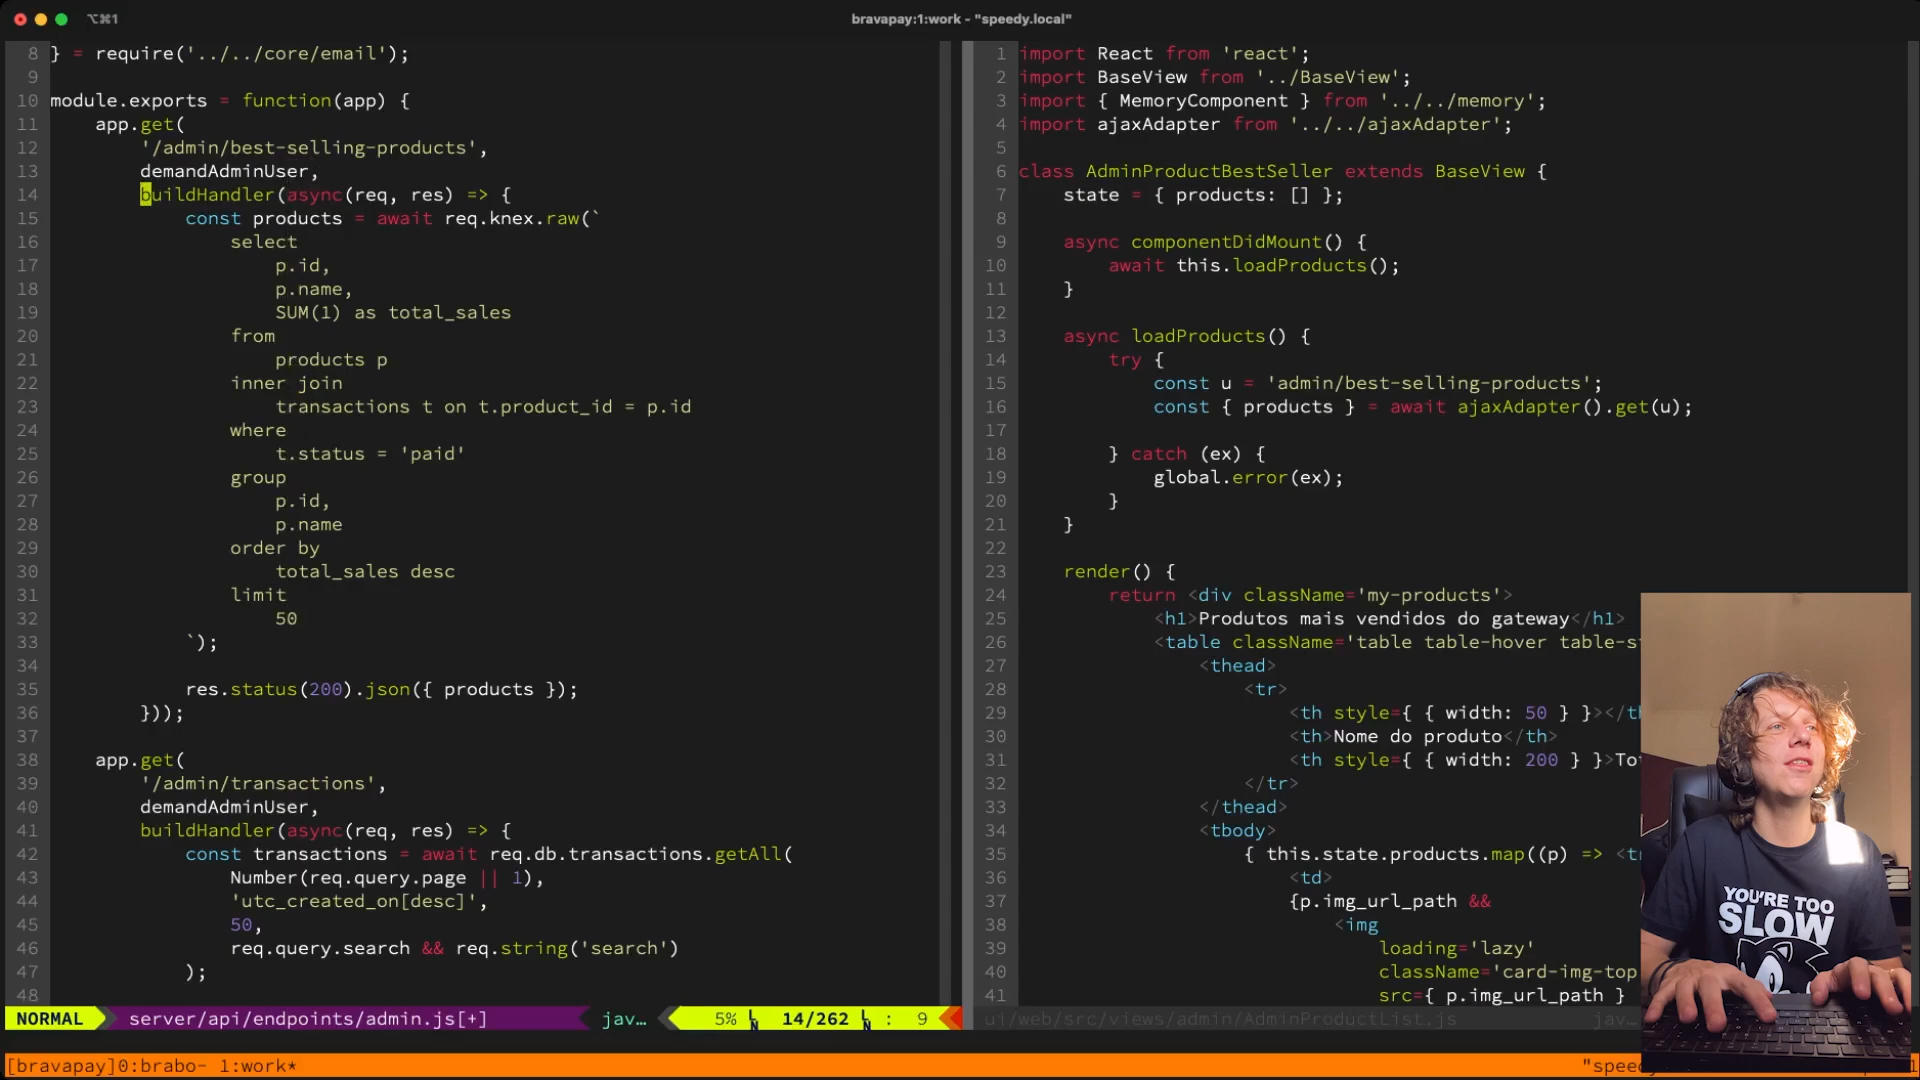 ⌥⌘1
bravapay:1:work - "speedy.local"
8 } = require('../../core/email');
9
10 module.exports = function(app) {
11 app.get(
12 '/admin/best-selling-products',
13 demandAdminUser,
14 buildHandler(async(req, res) => {
15 const products = await req.knex.raw(`
16 select
17 p.id,
18 p.name,
19 SUM(1) as total_sales
20 from
21 products p
22 inner join
23 transactions t on t.product_id = p.id
24 where
25 t.status = 'paid'
26 group
27 p.id,
28 p.name
29 order by
30 total_sales desc
31 limit
32 50
33 `);
34
35 res.status(200).json({ products });
36 }));
37
38 app.get(
39 '/admin/transactions',
40 demandAdminUser,
41 buildHandler(async(req, res) => {
42 const transactions = await req.db.transactions.getAll(
43 Number(req.query.page || 1),
44 'utc_created_on[desc]',
45 50,
46 req.query.search && req.string('search')
47 );
48
NORMAL server/api/endpoints/admin.js[+] jav… 5% 14/262 : 9
1 import React from 'react';
2 import BaseView from '../BaseView';
3 import { MemoryComponent } from '../../memory';
4 import ajaxAdapter from '../../ajaxAdapter';
5
6 class AdminProductBestSeller extends BaseView {
7 state = { products: [] };
8
9 async componentDidMount() {
10 await this.loadProducts();
11 }
12
13 async loadProducts() {
14 try {
15 const u = 'admin/best-selling-products';
16 const { products } = await ajaxAdapter().get(u);
17
18 } catch (ex) {
19 global.error(ex);
20 }
21 }
22
23 render() {
24 return <div className='my-products'>
25 <h1>Produtos mais vendidos do gateway</h1>
26 <table className='table table-hover table-s
27 <thead>
28 <tr>
29 <th style={ { width: 50 } }></th
30 <th>Nome do produto</th>
31 <th style={ { width: 200 } }>To
32 </tr>
33 </thead>
34 <tbody>
35 { this.state.products.map((p) => <t
36 <td>
37 {p.img_url_path &&
38 <img
39 loading='lazy'
40 className='card-img-top
41 src={ p.img_url_path }
ui/web/src/views/admin/AdminProductList.js jav…
YOU'RE TOO
SLOW
[bravapay]0:brabo- 1:work*
"speed